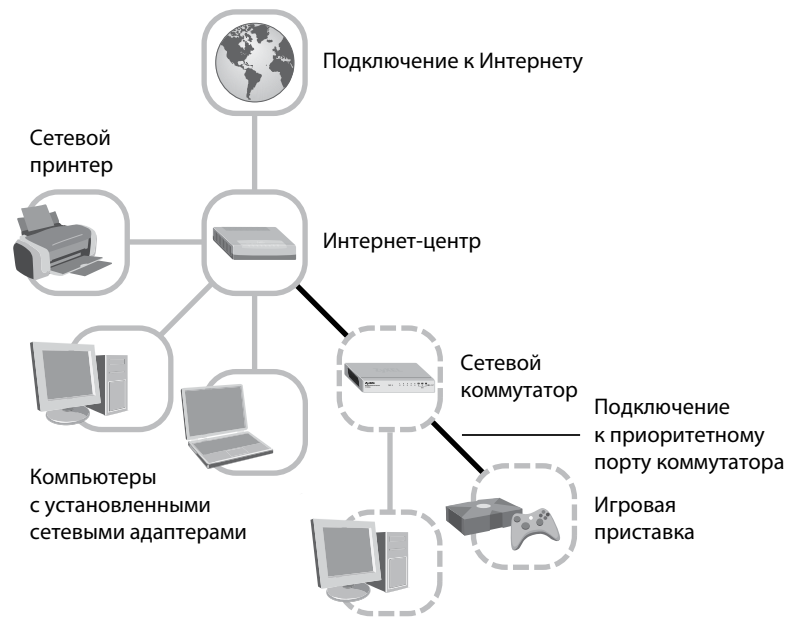 Подключение к Интернету
Сетевой
принтер
Интернет-центр
Сетевой
коммутатор
Подключение
к приоритетному
порту коммутатора
Компьютеры
с установленными
сетевыми адаптерами
Игровая
приставка